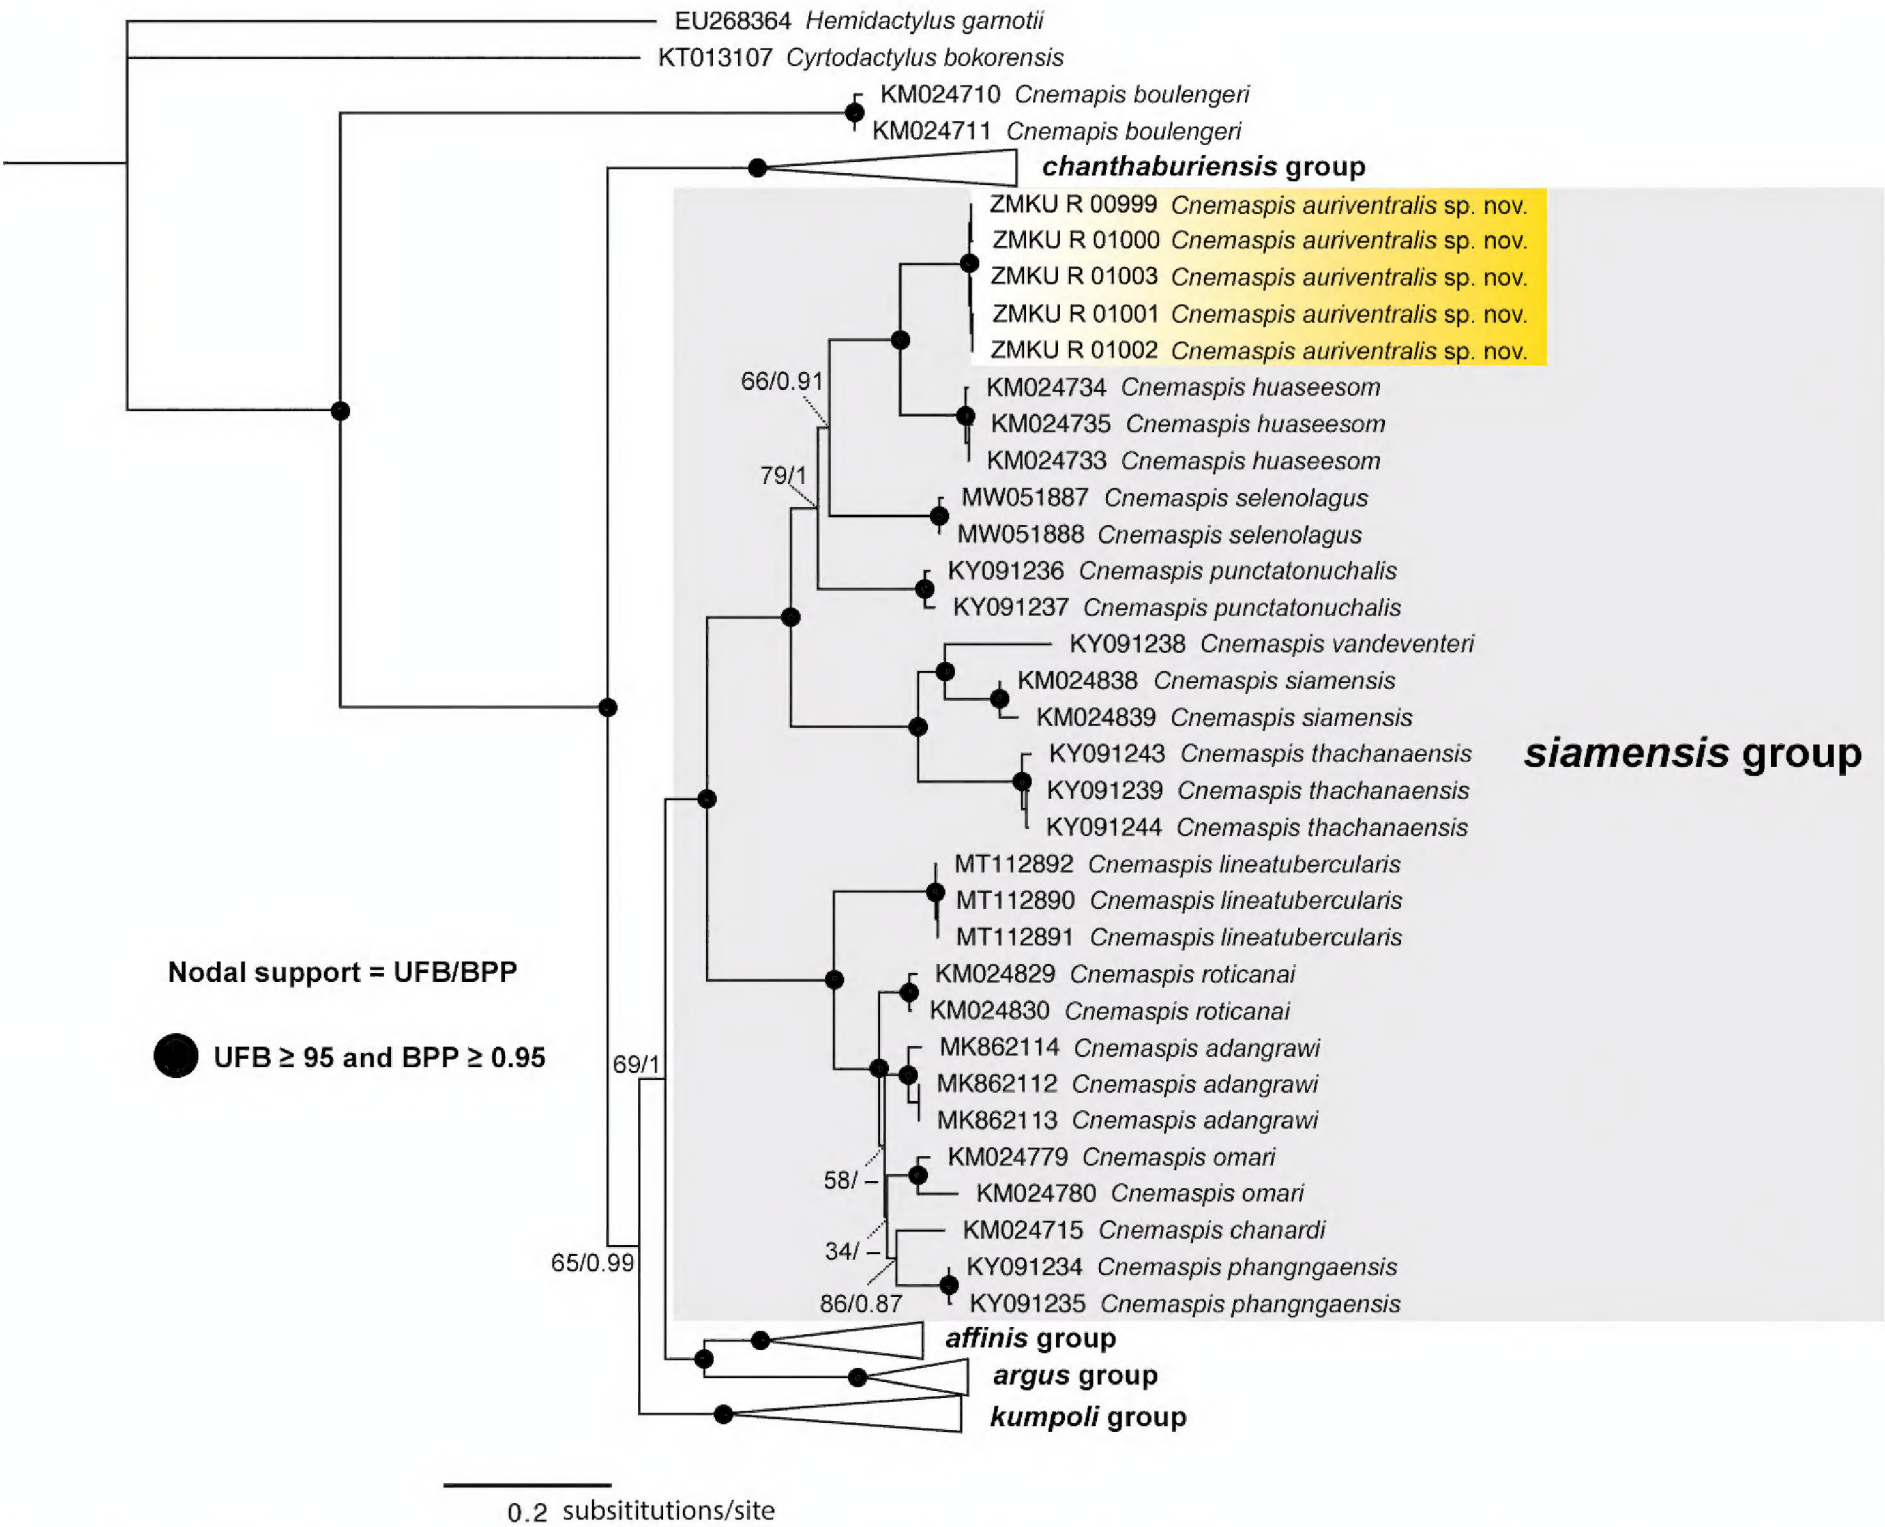 EU268364 Hemidactylus garnotii
KT013107 Cyrtodactylus bokorensis
KM024710 Cnemapis boulengeri
KM024711 Cnemapis boulengeri
chanthaburiensis group
ZMKU R 00999 Cnemaspis auriventralis sp. nov.
ZMKU R 01000 Cnemaspis auriventralis sp. nov.
ZMKU R 01003 Cnemaspis auriventralis sp. nov.
ZMKU R 01001 Cnemaspis auriventralis sp. nov.
ZMKU R 01002 Cnemaspis auriventralis sp. nov.
66/0.91
KM024734 Cnemaspis huaseesom
KM024735 Cnemaspis huaseesom
KM024733 Cnemaspis huaseesom
79/1
MW051887 Cnemaspis selenolagus
MW051888 Cnemaspis selenolagus
KY091236 Cnemaspis punctatonuchalis
KY091237 Cnemaspis punctatonuchalis
KY091238 Cnemaspis vandeventeri
KM024838 Cnemaspis siamensis
KM024839 Cnemaspis siamensis
siamensis group
KY091243 Cnemaspis thachanaensis
KY091239 Cnemaspis thachanaensis
KY091244 Cnemaspis thachanaensis
MT112892 Cnemaspis lineatubercularis
MT112890 Cnemaspis lineatubercularis
MT112891 Cnemaspis lineatubercularis
Nodal support = UFB/BPP
KM024829 Cnemaspis roticanai
KM024830 Cnemaspis roticanai
UFB ≥ 95 and BPP ≥ 0.95
69/1
MK862114 Cnemaspis adangrawi
MK862112 Cnemaspis adangrawi
MK862113 Cnemaspis adangrawi
KM024779 Cnemaspis omari
58/ –
KM024780 Cnemaspis omari
KM024715 Cnemaspis chanardi
34/ –
65/0.99
KY091234 Cnemaspis phangngaensis
86/0.87
KY091235 Cnemaspis phangngaensis
affinis group
argus group
kumpoli group
0.2 subsititutions/site